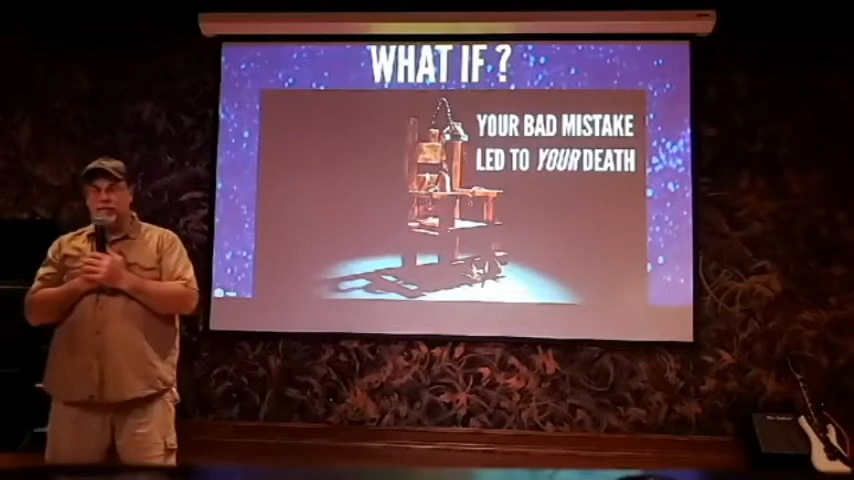 WHAT IF ?
YOUR BAD MISTAKE
LED TO YOUR DEATH